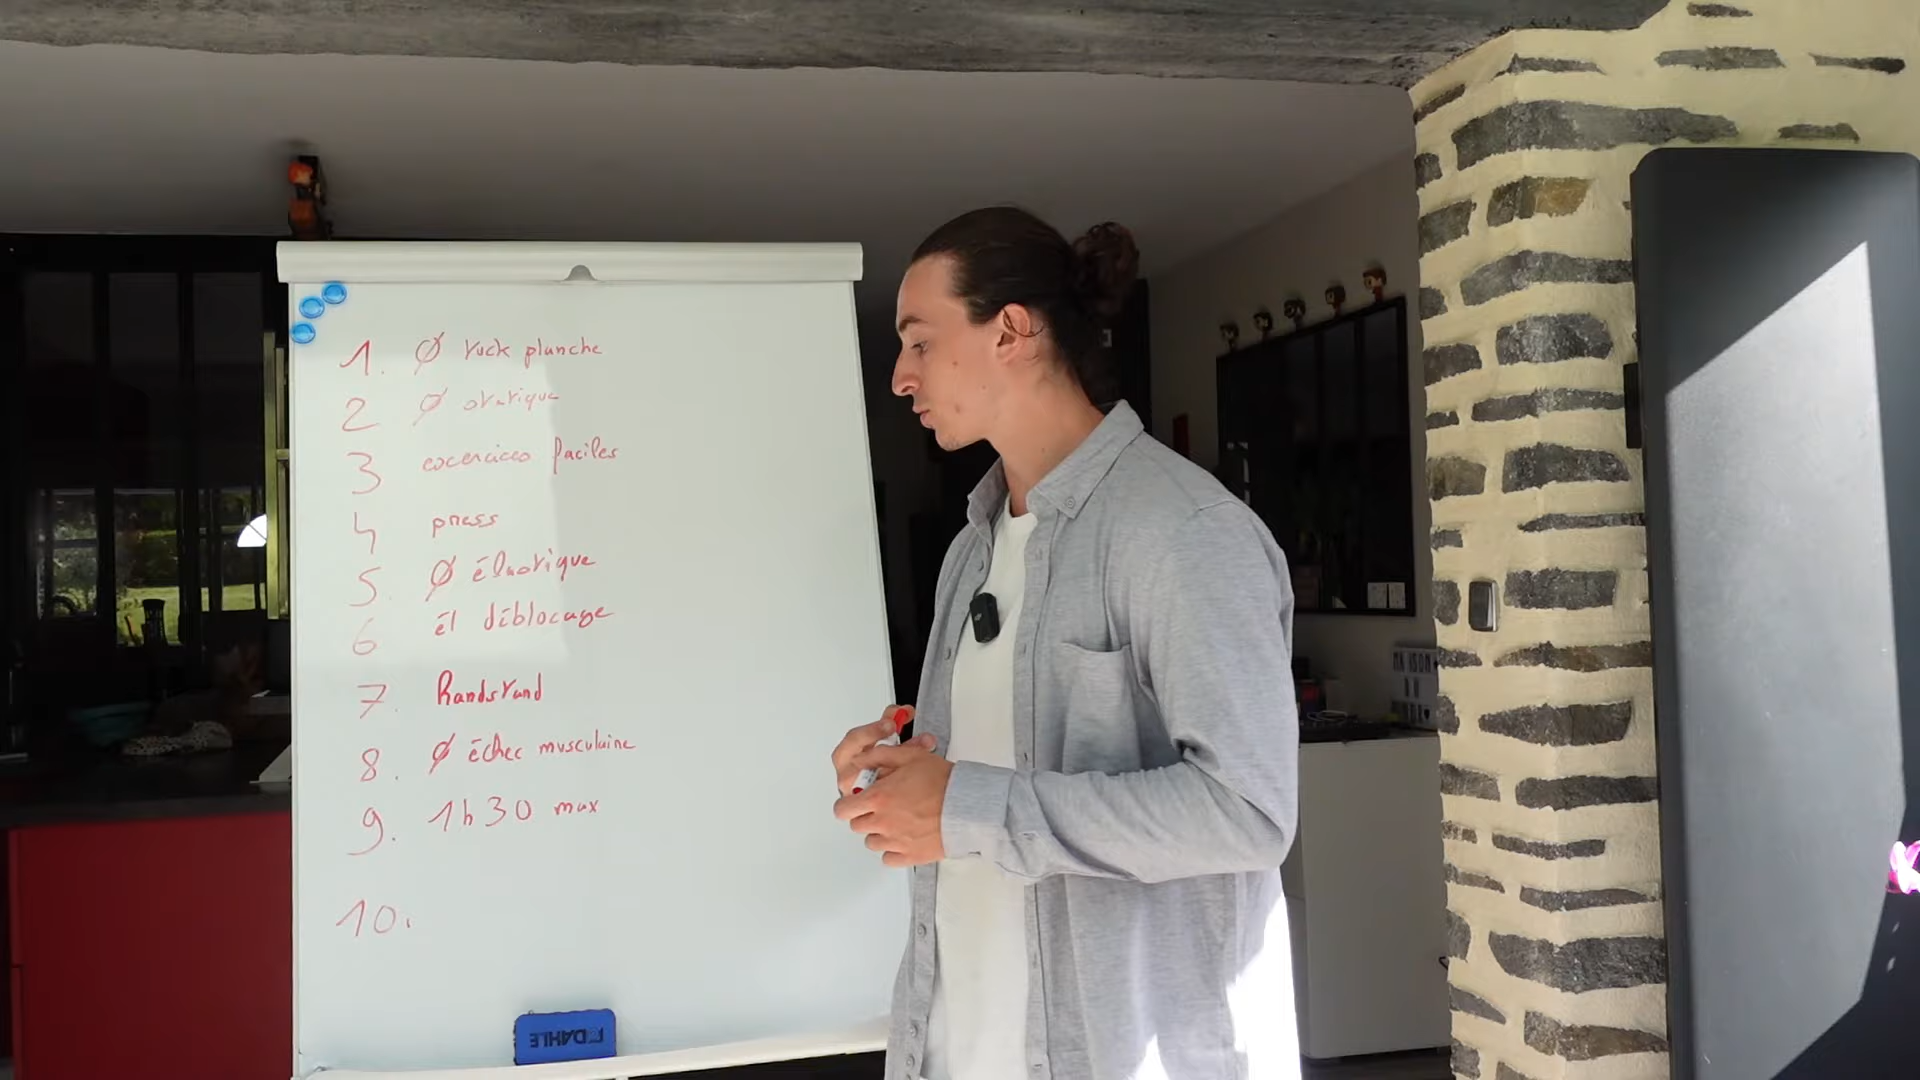 1. Ø tuck planche
2 Ø statique
3 exercices faciles
4 press
5. Ø élastique
6 él déblocage
7. handstand
8. Ø échec musculaire
9. 1h30 max
10.
DAHLE